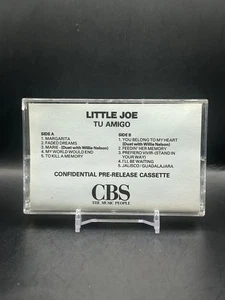 LITTLE JOE
TU AMIGO
SIDE A
1. MARGARITA
2. FADED DREAMS
3. MARIE - (Duet with Willie Nelson)
4. MY WORLD WOULD END
5. TO KILL A MEMORY
SIDE B
1. YOU BELONG TO MY HEART
(Duet with Willie Nelson)
2. FEEDIN' HER MEMORY
3. PREFIERO VIVIR (STAND IN
YOUR WAY)
4. I'LL BE WAITING
5. JALISCO/GUADALAJARA
CONFIDENTIAL PRE-RELEASE CASSETTE
CBS
THE MUSIC PEOPLE